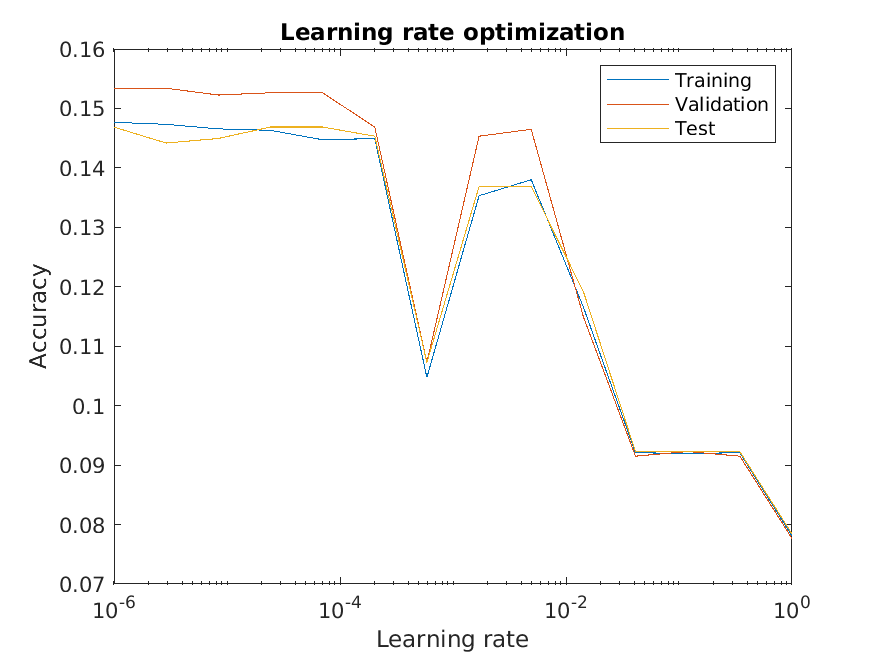 Learning rate optimization
0.16
0.15
0.14
0.13
0.12
0.11
0.1
0.09
0.08
0.07
Accuracy
Training
Validation
Test
10^-6
10^-4
10^-2
10^0
Learning rate